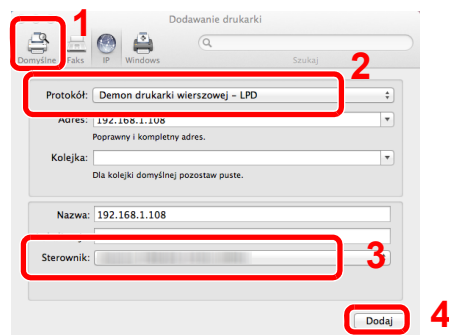 Dodawanie drukarki
1
Domyślne Faks IP Windows Szukaj
2
Protokół: Demon drukarki wierszowej – LPD
Adres: 192.168.1.108
Poprawny i kompletny adres.
Kolejka:
Dla kolejki domyślnej pozostaw puste.
Nazwa: 192.168.1.108
Sterownik:
3
Dodaj
4